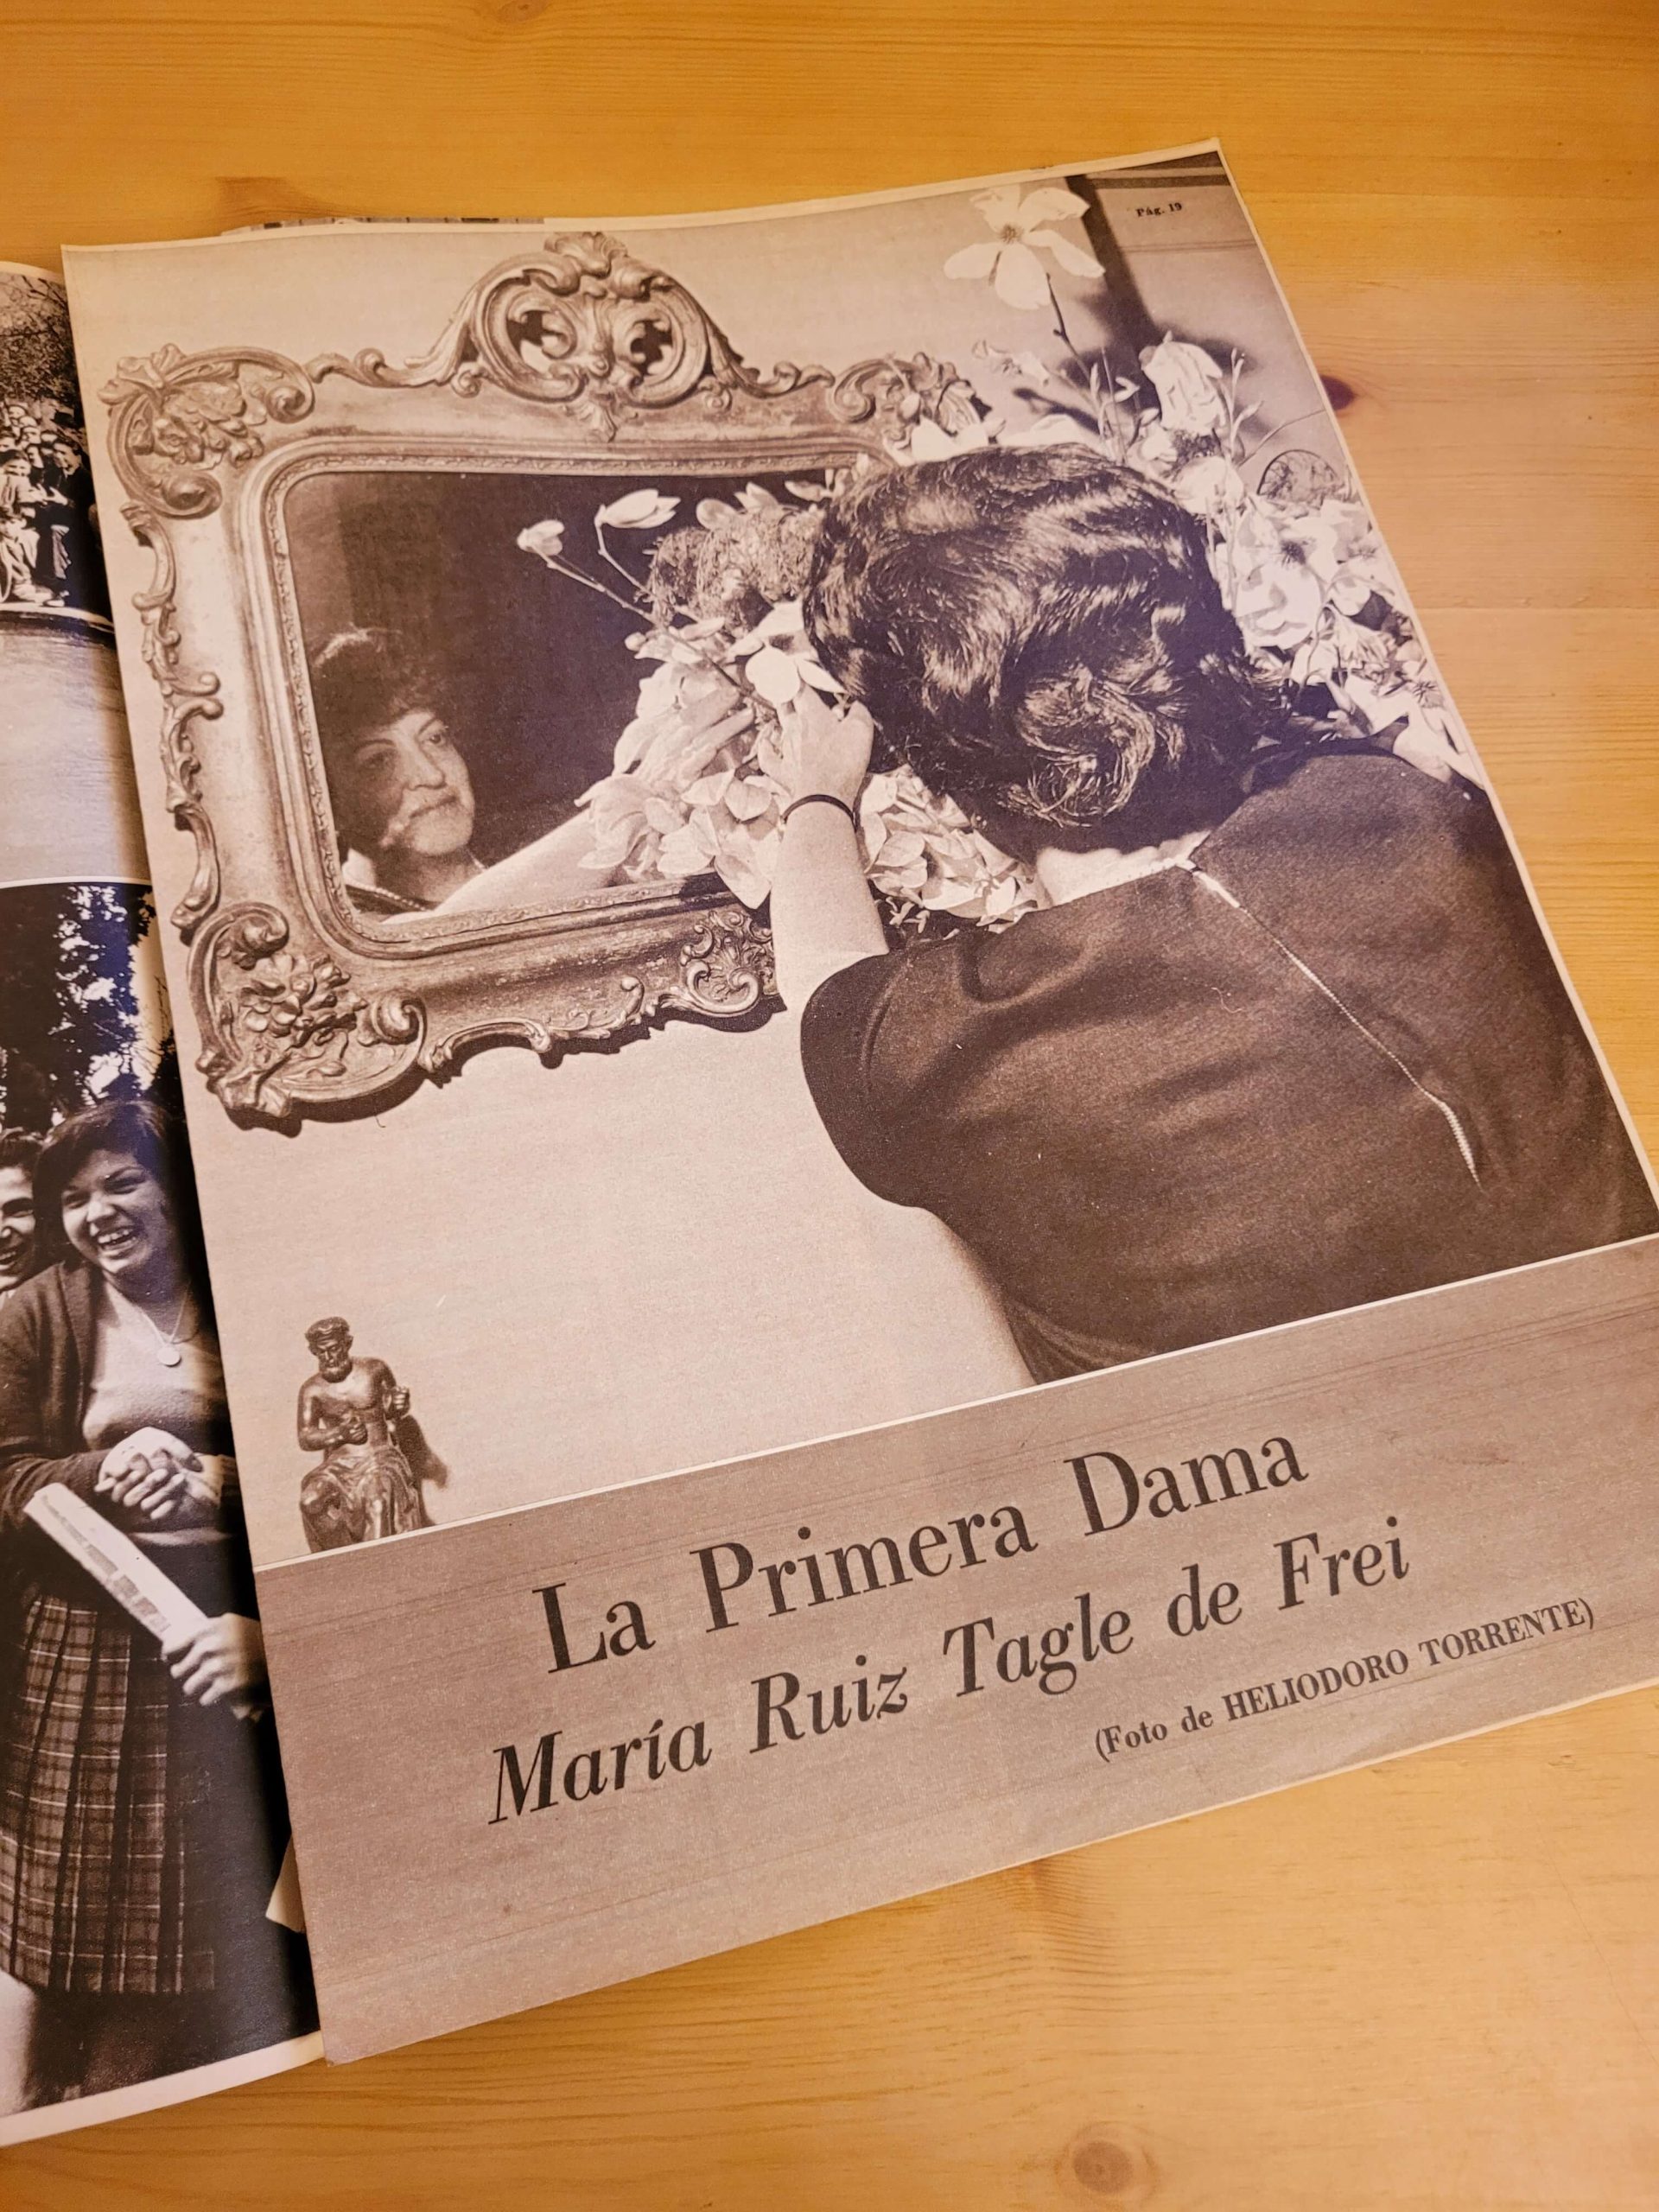 Pág. 19
La Primera Dama
María Ruiz Tagle de Frei
(Foto de HELIODORO TORRENTE)